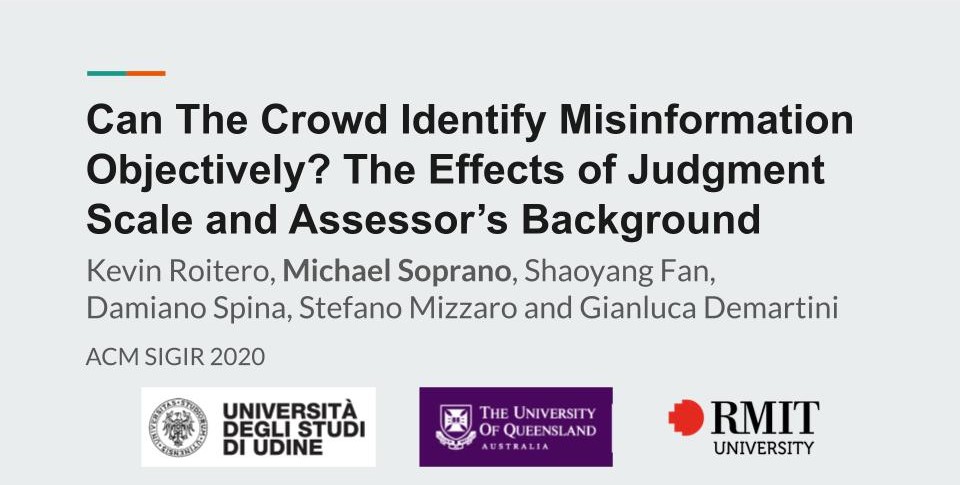 Can The Crowd Identify Misinformation
Objectively? The Effects of Judgment
Scale and Assessor’s Background
Kevin Roitero, Michael Soprano, Shaoyang Fan,
Damiano Spina, Stefano Mizzaro and Gianluca Demartini
ACM SIGIR 2020
UNIVERSITÀ
DEGLI STUDI
DI UDINE
THE UNIVERSITY
OF QUEENSLAND
AUSTRALIA
RMIT
UNIVERSITY